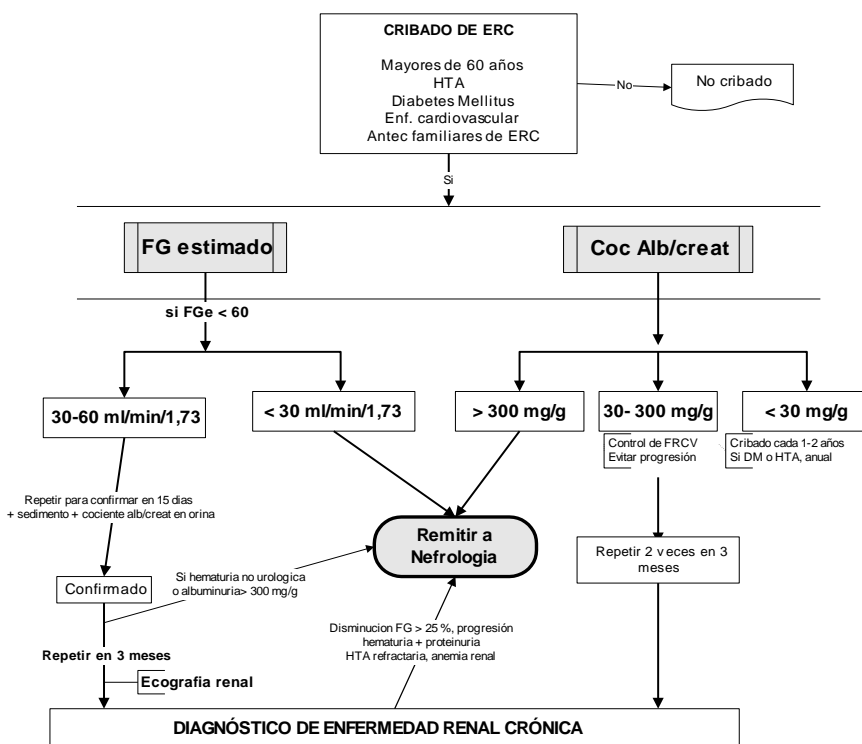 CRIBADO DE ERC
Mayores de 60 años
HTA
Diabetes Mellitus
Enf. cardiovascular
Antec familiares de ERC
No
No cribado
Si
FG estimado
Coc Alb/creat
si FGe < 60
30-60 ml/min/1,73
< 30 ml/min/1,73
> 300 mg/g
30- 300 mg/g
< 30 mg/g
Control de FRCV
Evitar progresión
Cribado cada 1-2 años
Si DM o HTA, anual
Repetir para confirmar en 15 dias
+ sedimento + cociente alb/creat en orina
Remitir a
Nefrologia
Repetir 2 veces en 3
meses
Confirmado
Si hematuria no urologica
o albuminuria> 300 mg/g
Disminucion FG > 25 %, progresión
hematuria + proteinuria
HTA refractaria, anemia renal
Repetir en 3 meses
Ecografia renal
DIAGNÓSTICO DE ENFERMEDAD RENAL CRÓNICA